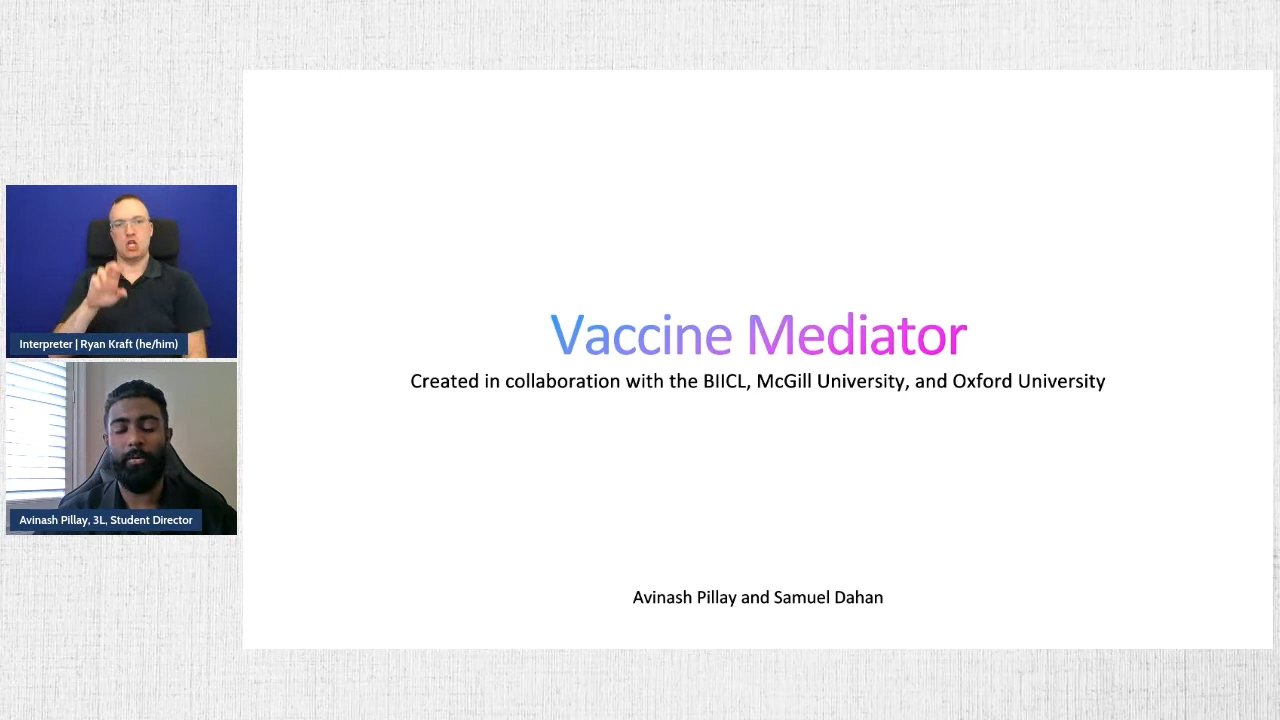 Interpreter | Ryan Kraft (he/him)
Avinash Pillay, 3L, Student Director
Vaccine Mediator
Created in collaboration with the BIICL, McGill University, and Oxford University
Avinash Pillay and Samuel Dahan